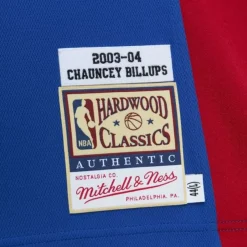 2003-04
CHAUNCEY BILLUPS
NBA
HARDWOOD
CLASSICS
AUTHENTIC
NOSTALGIA CO.
Mitchell & Ness
PHILADELPHIA PA.